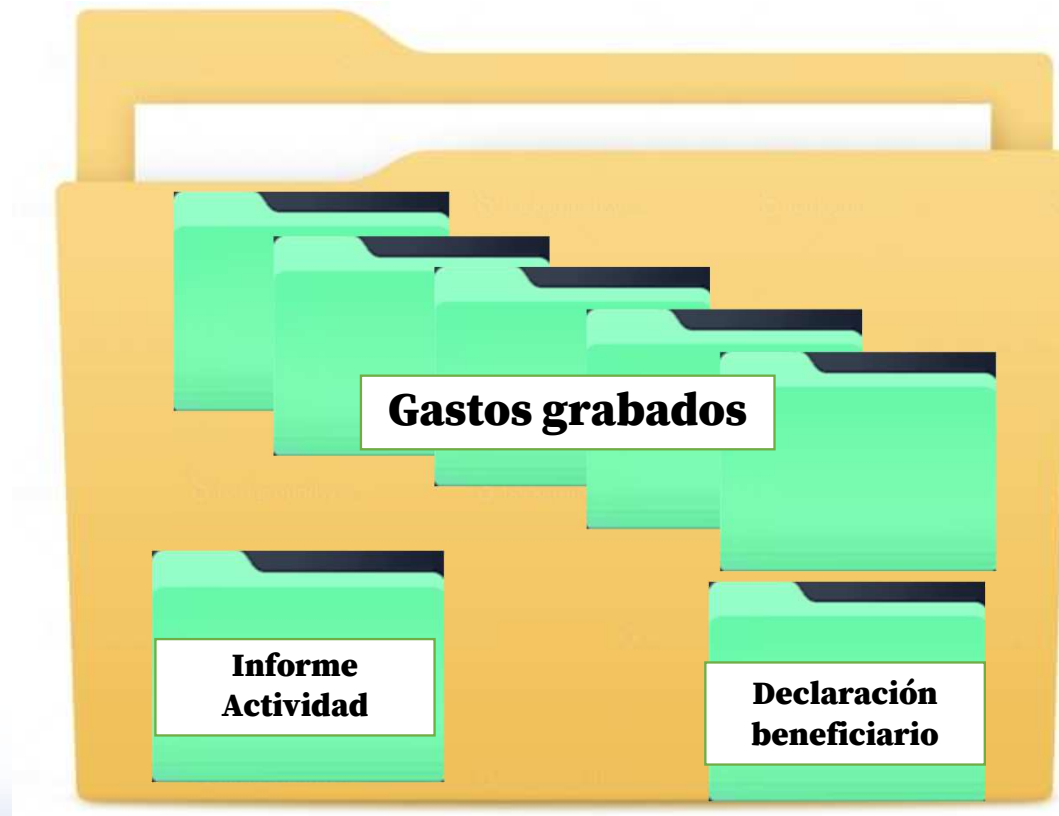 Gastos grabados
Informe
Actividad
Declaración
beneficiario